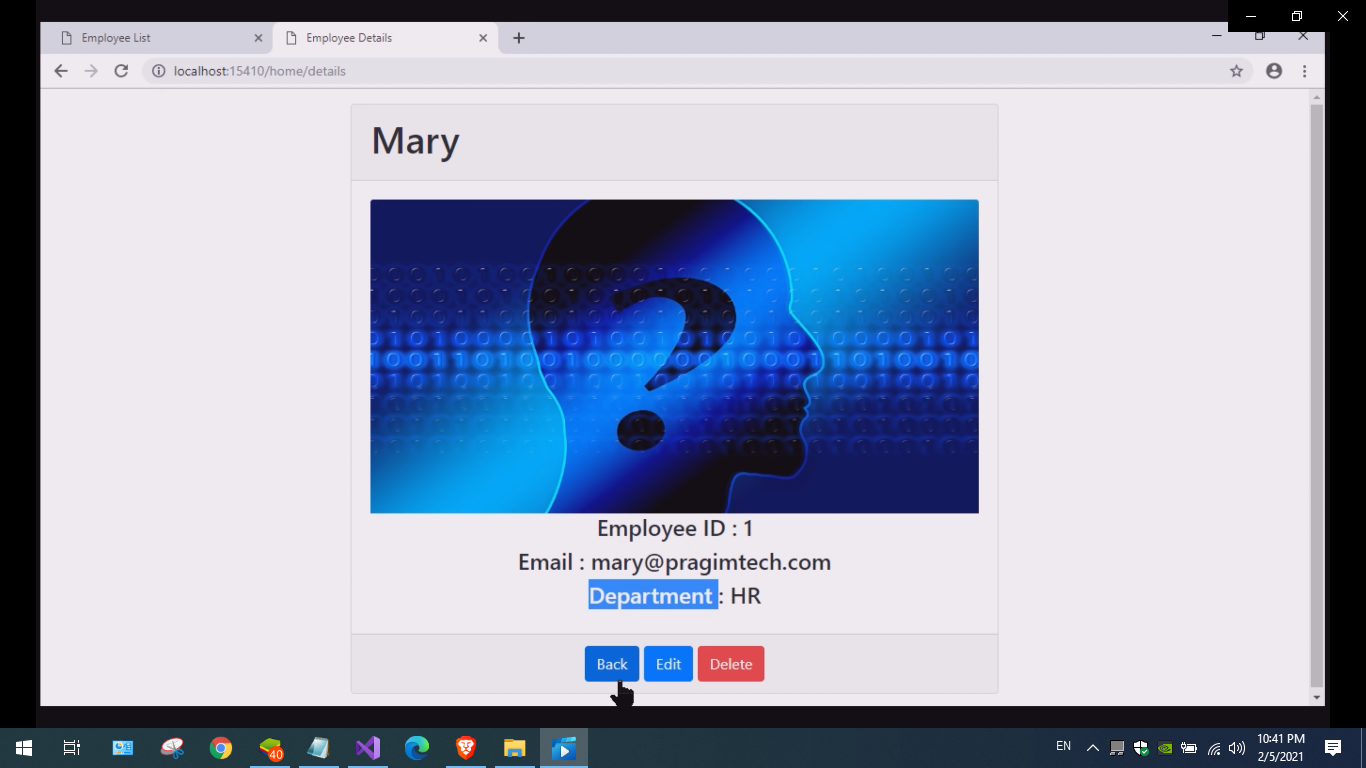 Employee List
Employee Details
localhost:15410/home/details
Mary
Employee ID : 1
Email : mary@pragimtech.com
Department : HR
Back Edit Delete
40
EN
10:41 PM
2/5/2021